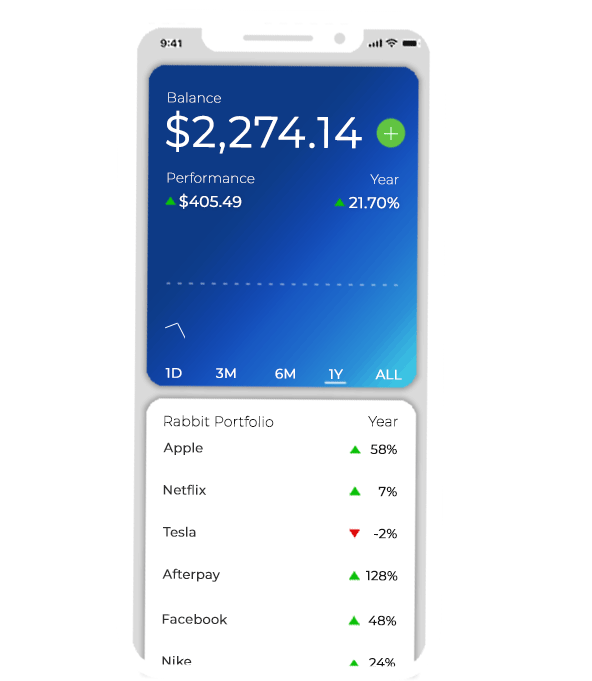 9:41
Balance
$2,274.14 +
Performance Year
$405.49 21.70%
1D 3M 6M 1Y ALL
Rabbit Portfolio Year
Apple 58%
Netflix 7%
Tesla -2%
Afterpay 128%
Facebook 48%
Nike 24%